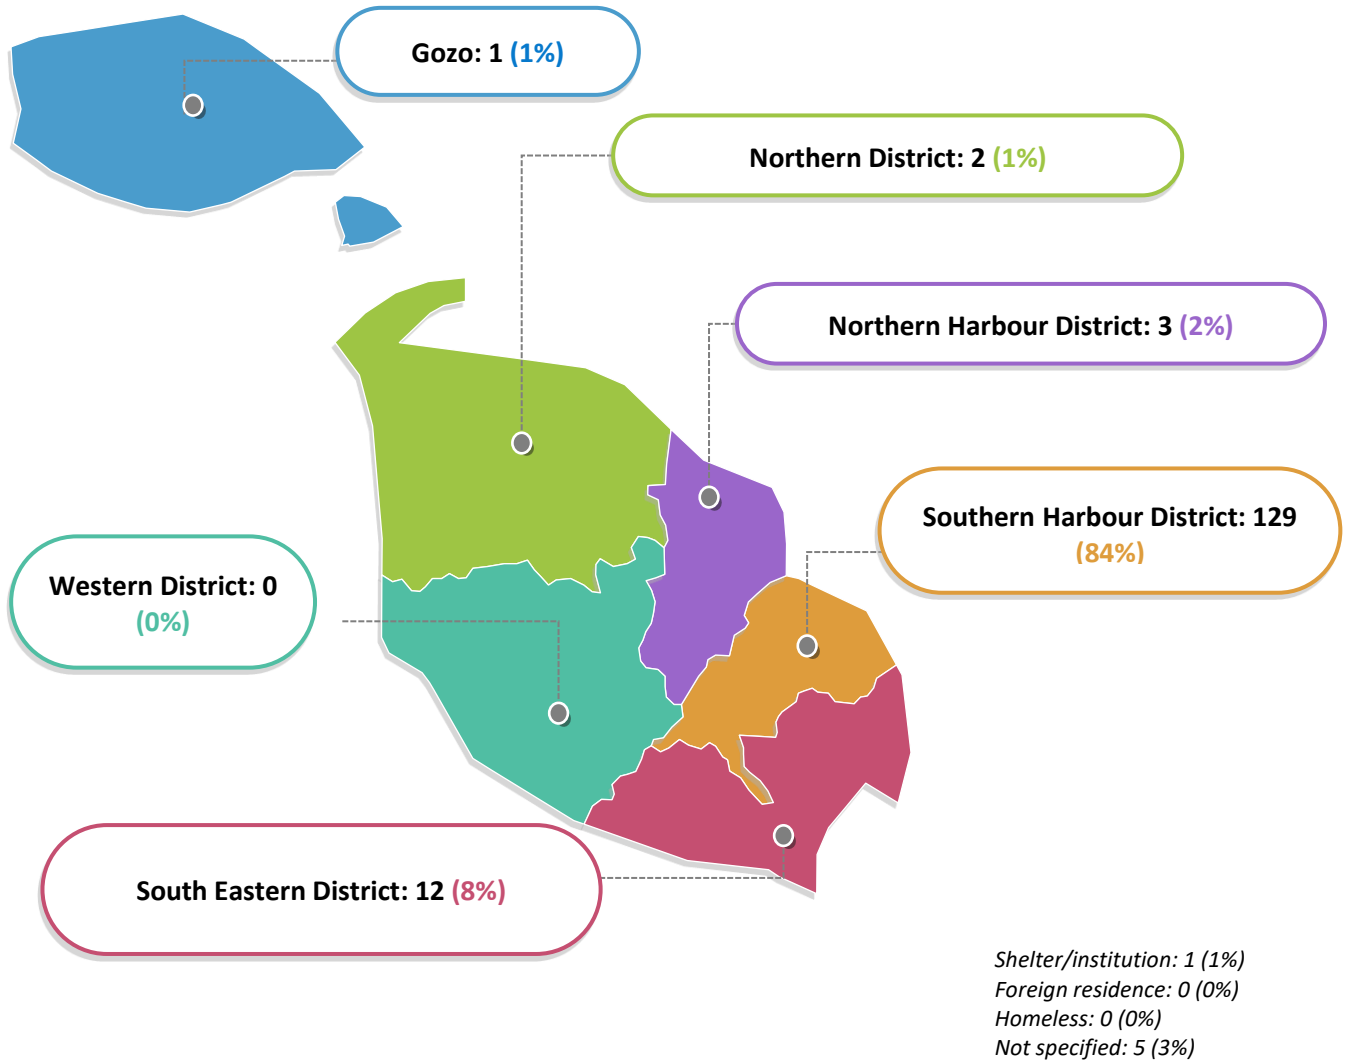 Gozo: 1 (1%)
Northern District: 2 (1%)
Northern Harbour District: 3 (2%)
Southern Harbour District: 129
(84%)
Western District: 0
(0%)
South Eastern District: 12 (8%)
Shelter/institution: 1 (1%)
Foreign residence: 0 (0%)
Homeless: 0 (0%)
Not specified: 5 (3%)